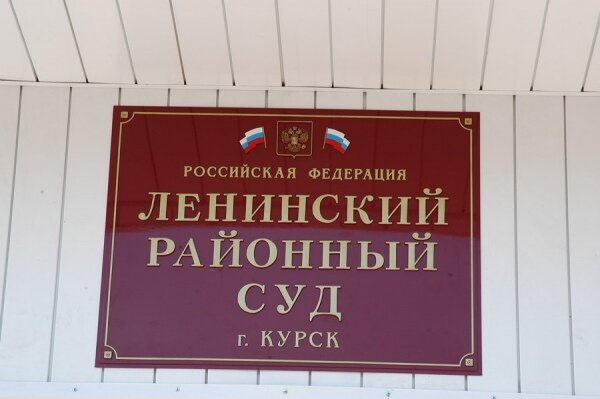 РОССИЙСКАЯ ФЕДЕРАЦИЯ
ЛЕНИНСКИЙ
РАЙОННЫЙ
СУД
г. КУРСК